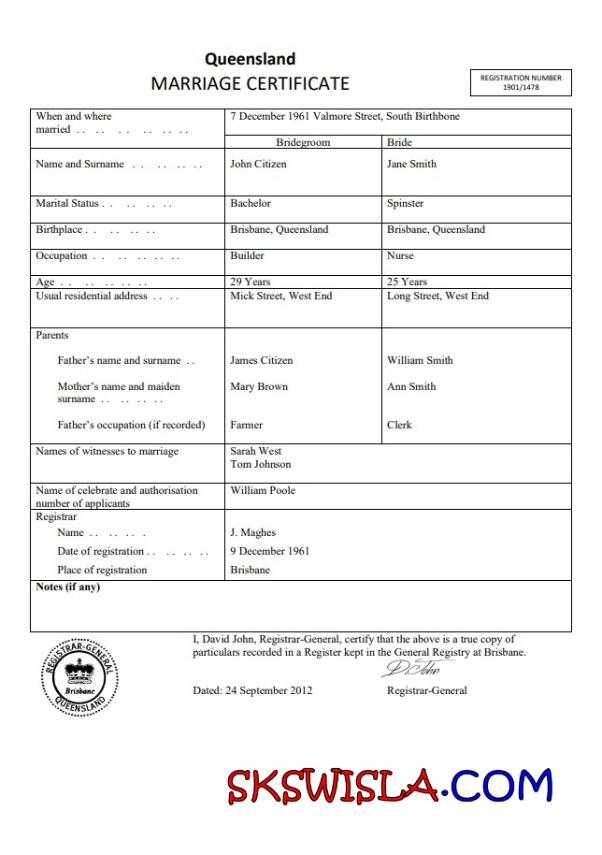 Queensland
MARRIAGE CERTIFICATE
REGISTRATION NUMBER
1901/1478
When and where
married . . . . . . . . . . . .
7 December 1961 Valmore Street, South Birthbone
Bridegroom
Bride
Name and Surname . . . . . . . .
John Citizen
Jane Smith
Marital Status . . . . . . . .
Bachelor
Spinster
Birthplace . . . . . . . .
Brisbane, Queensland
Brisbane, Queensland
Occupation . . . . . . . . . .
Builder
Nurse
Age . . . . . . . . . .
29 Years
25 Years
Usual residential address . . . .
Mick Street, West End
Long Street, West End
Parents
Father’s name and surname . .
James Citizen
William Smith
Mother’s name and maiden
surname . . . . . . . .
Mary Brown
Ann Smith
Father’s occupation (if recorded)
Farmer
Clerk
Names of witnesses to marriage
Sarah West
Tom Johnson
Name of celebrate and authorisation
number of applicants
William Poole
Registrar
Name . . . . . . .
J. Maghes
Date of registration . . . . . . . .
9 December 1961
Place of registration
Brisbane
Notes (if any)
I, David John, Registrar-General, certify that the above is a true copy of
particulars recorded in a Register kept in the General Registry at Brisbane.
D. John
Dated: 24 September 2012
Registrar-General
REGISTRAR-GENERAL
Brisbane
QUEENSLAND
SKSWISLA.COM